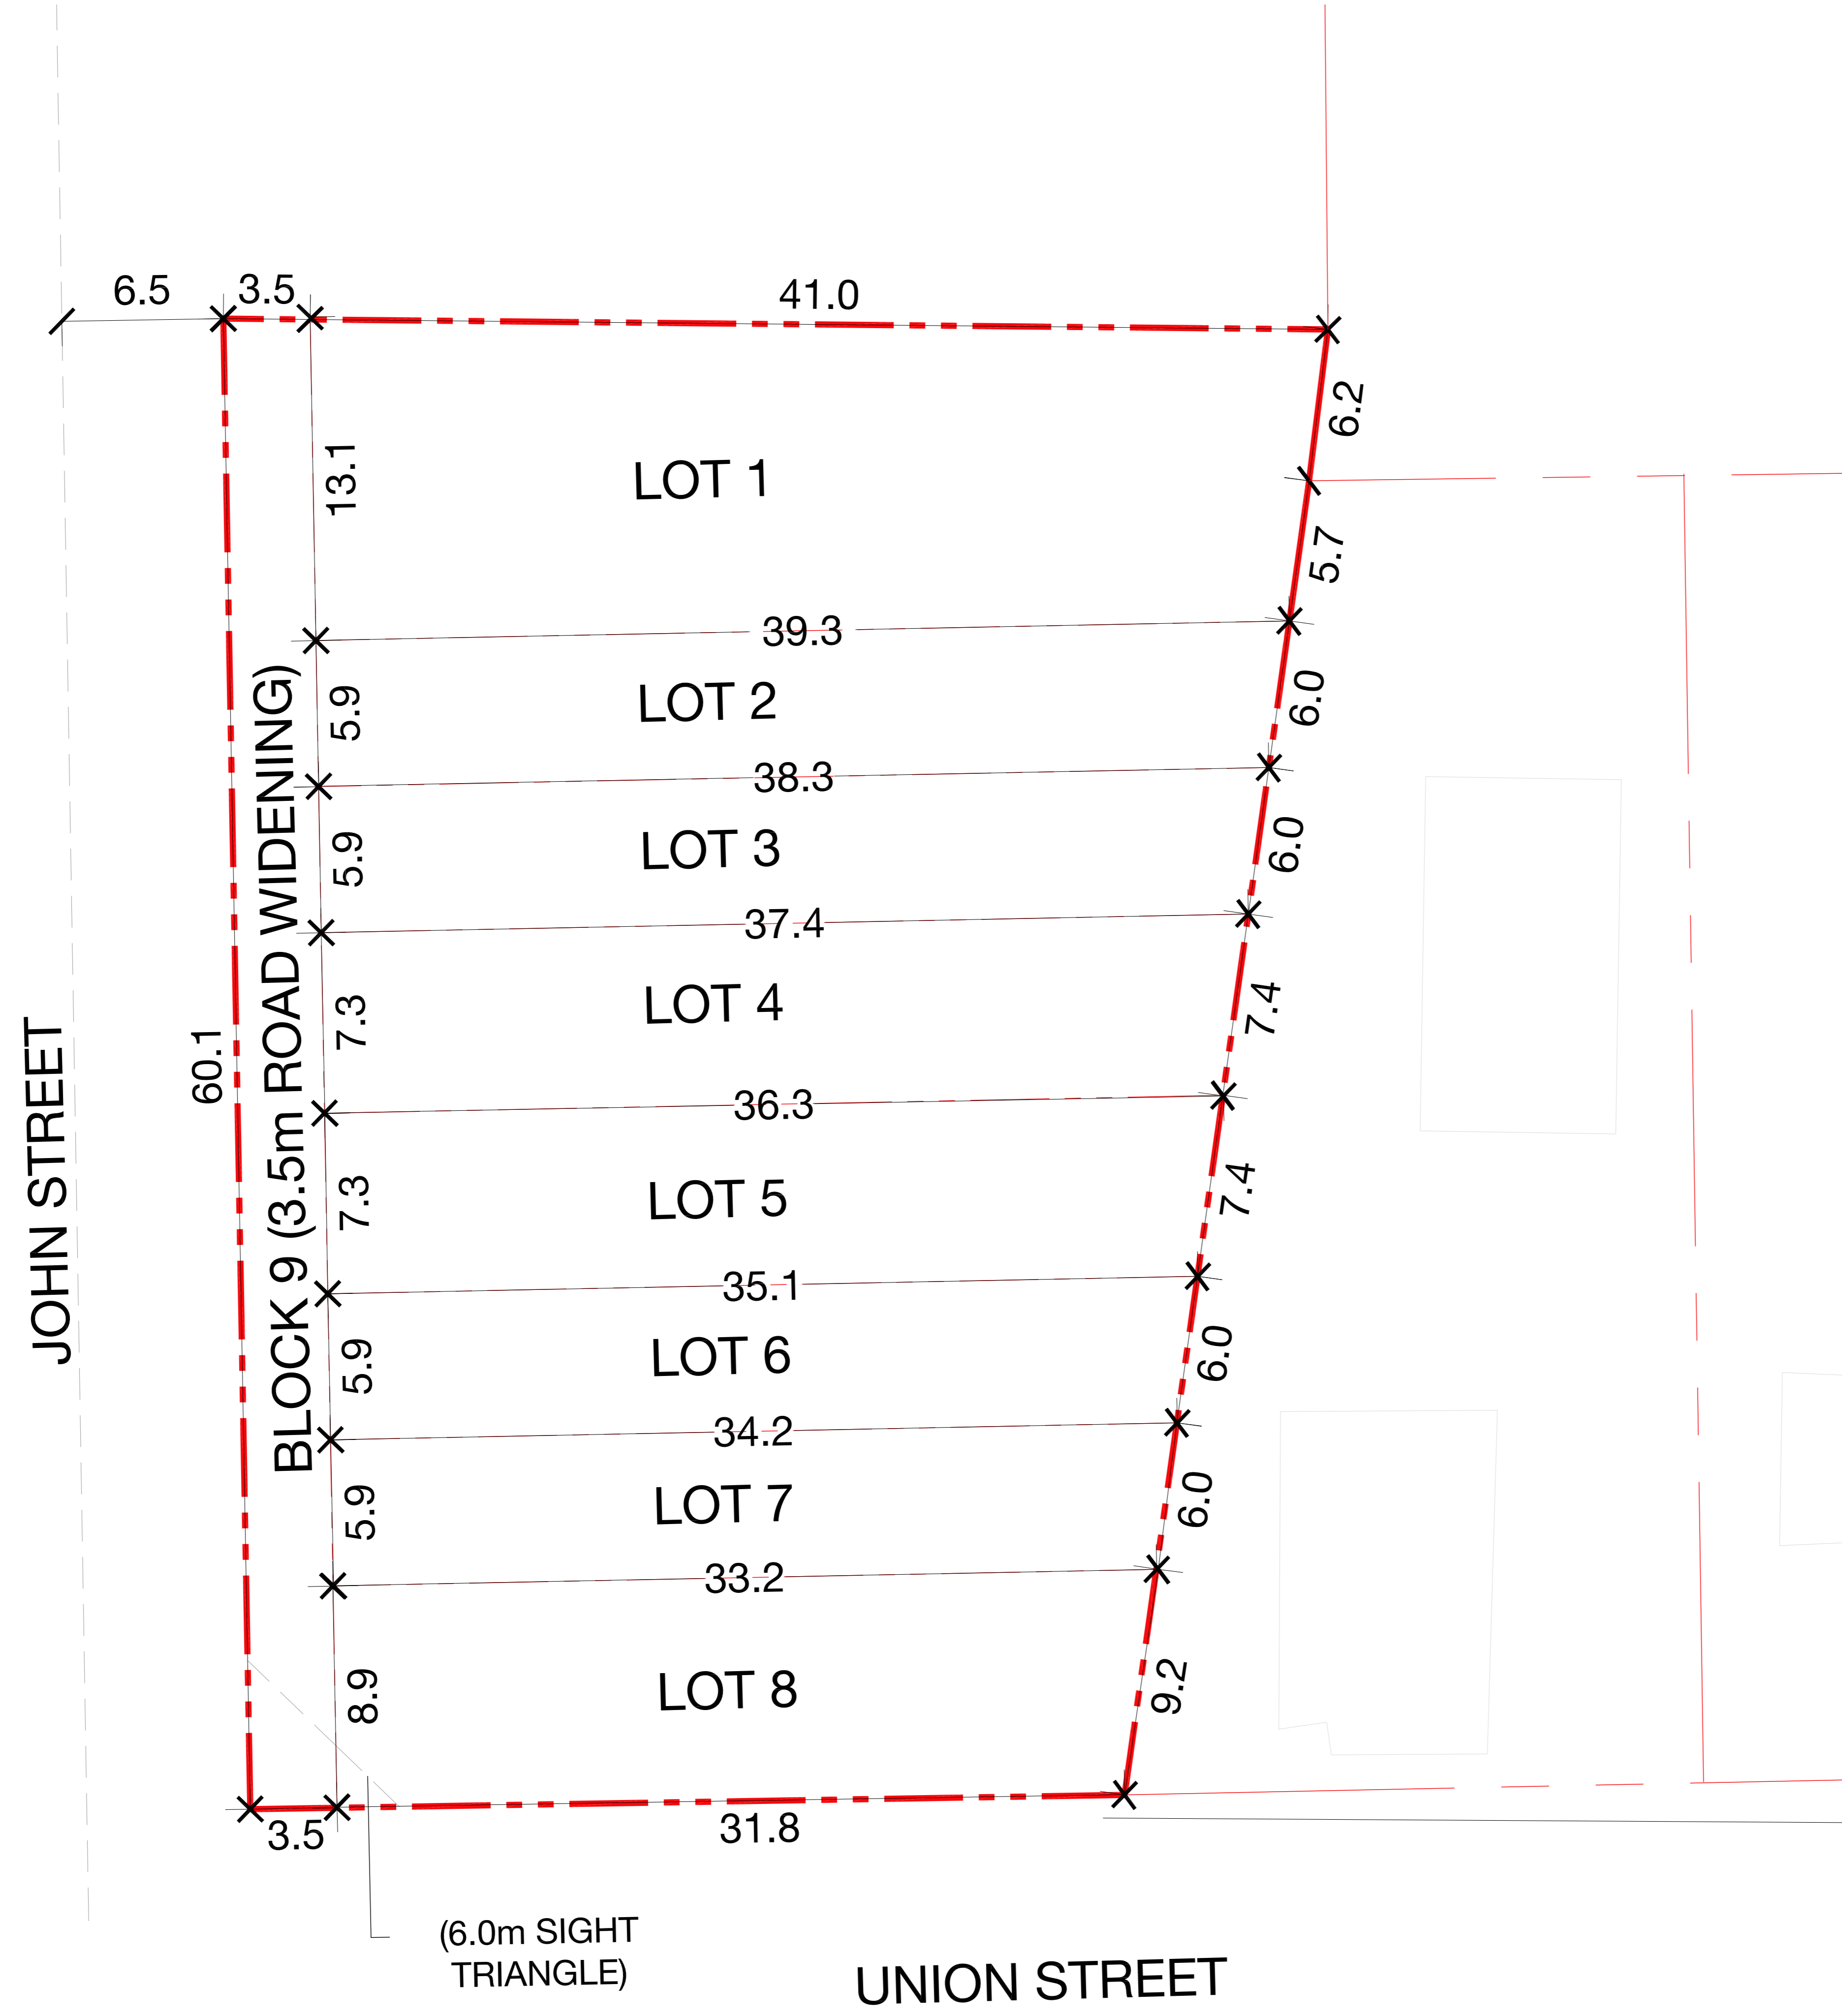 6.5
3.5
41.0
6.2
13.1
LOT 1
5.7
39.3
5.9
LOT 2
6.0
38.3
5.9
LOT 3
6.0
37.4
7.3
LOT 4
7.4
36.3
JOHN STREET
60.1
BLOCK 9 (3.5m ROAD WIDENING)
7.3
LOT 5
7.4
35.1
5.9
LOT 6
6.0
34.2
5.9
LOT 7
6.0
33.2
8.9
LOT 8
9.2
3.5
31.8
(6.0m SIGHT
TRIANGLE)
UNION STREET